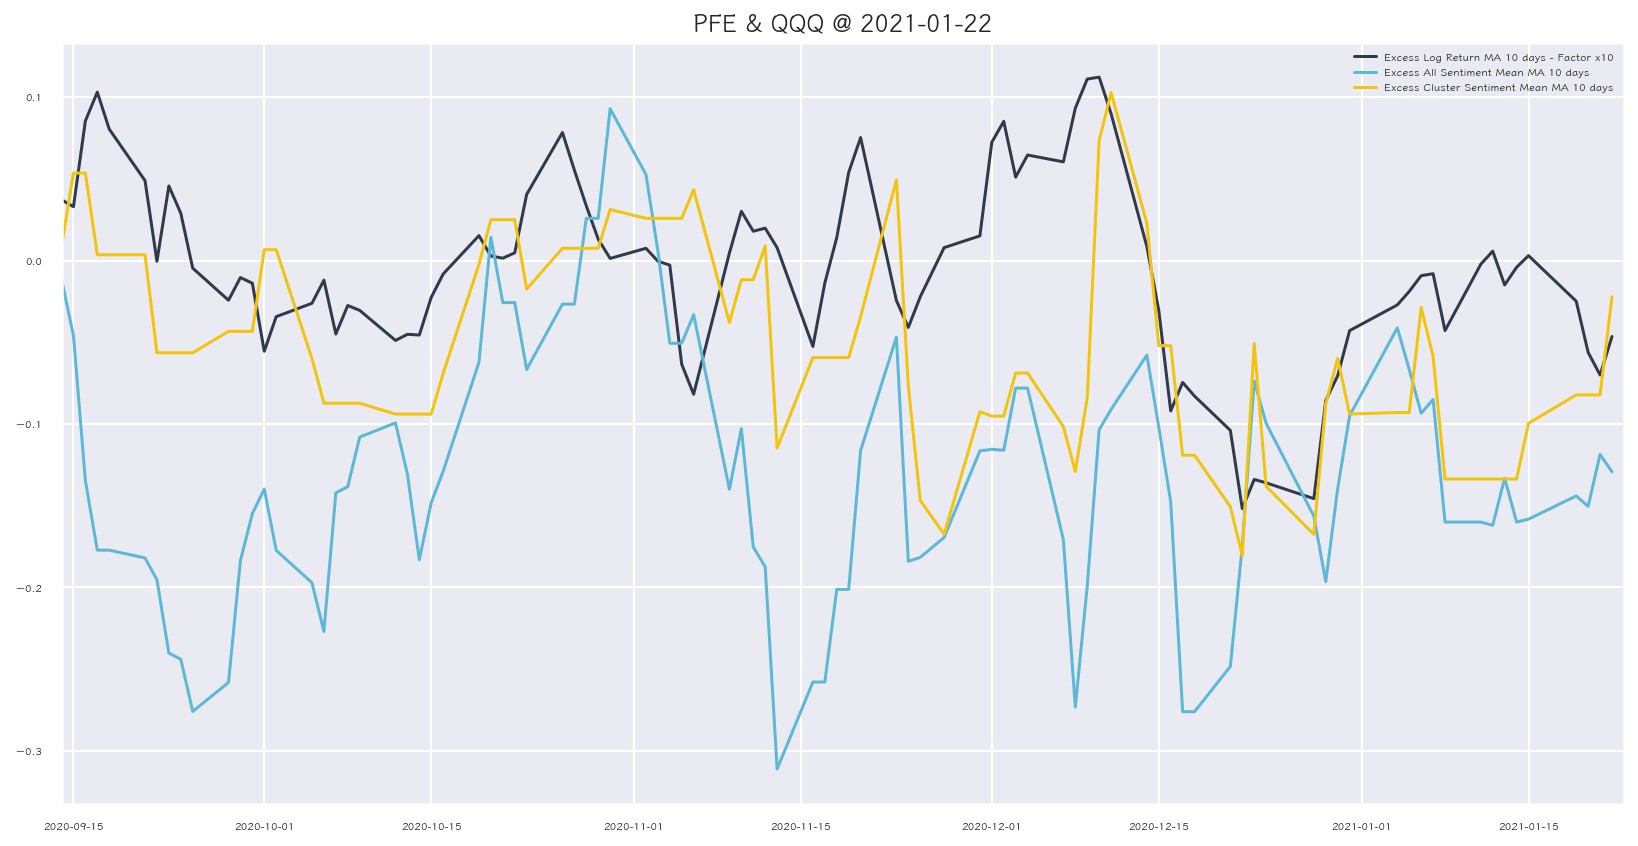 PFE & QQQ @ 2021-01-22
Excess Log Return MA 10 days - Factor x10
Excess All Sentiment Mean MA 10 days
Excess Cluster Sentiment Mean MA 10 days
0.1
0.0
−0.1
−0.2
−0.3
2020-09-15 2020-10-01 2020-10-15 2020-11-01 2020-11-15 2020-12-01 2020-12-15 2021-01-01 2021-01-15